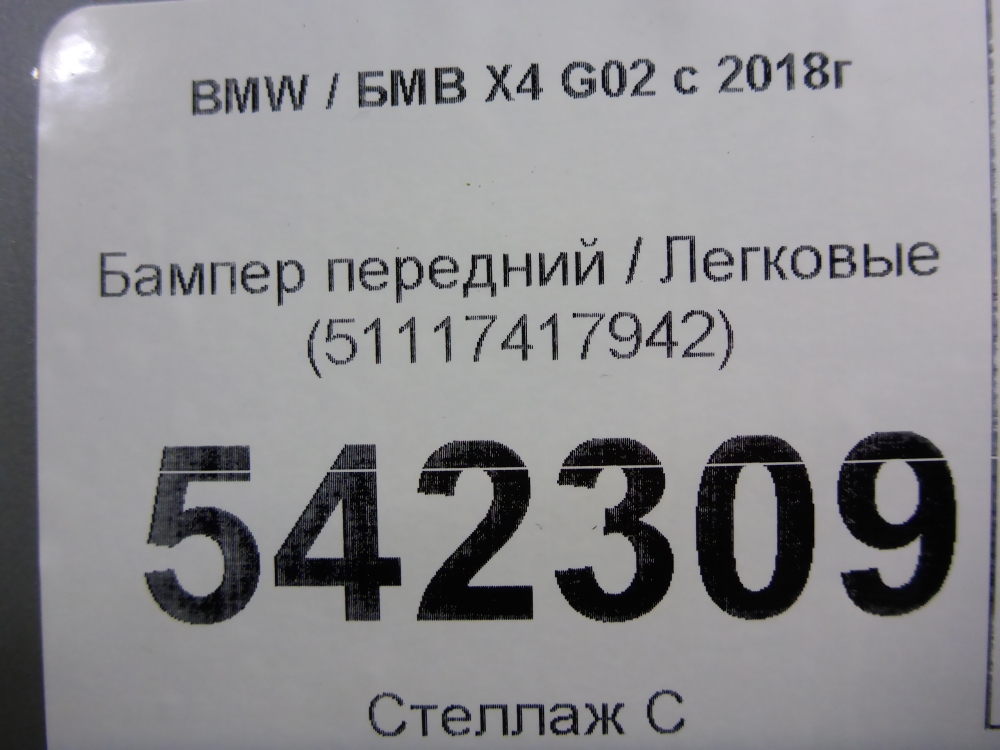 BMW / БМВ X4 G02 с 2018г
Бампер передний / Легковые
(51117417942)
542309
Стеллаж С